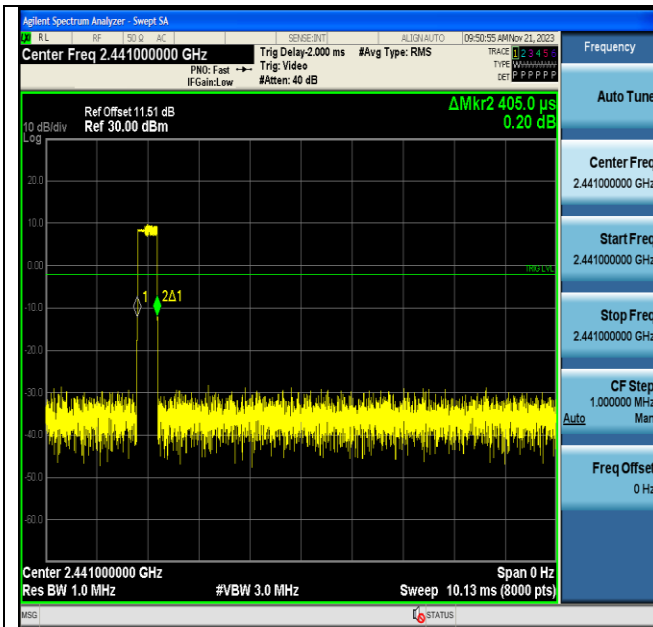 Agilent Spectrum Analyzer - Swept SA
RL RF 50 Ω AC SENSE:INT ALIGNAUTO 09:50:55 AM Nov 21, 2023
Center Freq 2.441000000 GHz Trig Delay-2.000 ms #Avg Type: RMS TRACE 1 2 3 4 5 6
PNO: Fast Trig: Video TYPE
IFGain:Low #Atten: 40 dB DET P P P P P P
Frequency
Auto Tune
Center Freq
2.441000000 GHz
Start Freq
2.441000000 GHz
Stop Freq
2.441000000 GHz
CF Step
1.000000 MHz
Auto Man
Freq Offset
0 Hz
ΔMkr2 405.0 µs
0.20 dB
Ref Offset 11.51 dB
10 dB/div Ref 30.00 dBm
Log
20.0
10.0
0.00
TRIG LVL
1 2Δ1
-10.0
-20.0
-30.0
-40.0
-50.0
-60.0
Center 2.441000000 GHz Span 0 Hz
Res BW 1.0 MHz #VBW 3.0 MHz Sweep 10.13 ms (8000 pts)
MSG STATUS